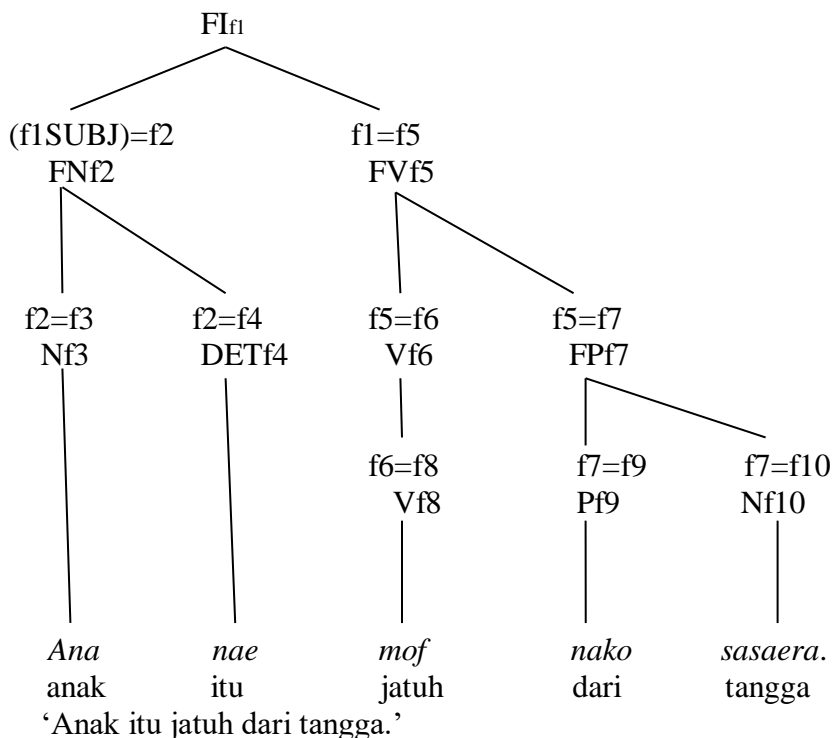 FIf1
(f1SUBJ)=f2 f1=f5
FNf2 FVf5
f2=f3 f2=f4 f5=f6 f5=f7
Nf3 DETf4 Vf6 FPf7
f6=f8 f7=f9 f7=f10
Vf8 Pf9 Nf10
Ana nae mof nako sasaera.
anak itu jatuh dari tangga
‘Anak itu jatuh dari tangga.’